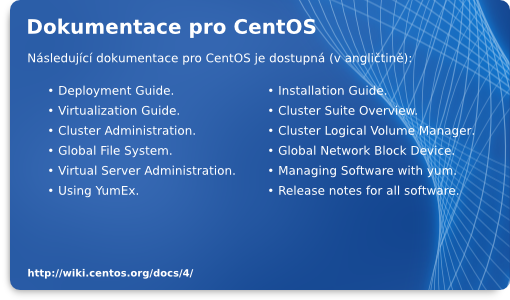 Dokumentace pro CentOS
Následující dokumentace pro CentOS je dostupná (v angličtině):
• Deployment Guide.
• Virtualization Guide.
• Cluster Administration.
• Global File System.
• Virtual Server Administration.
• Using YumEx.
• Installation Guide.
• Cluster Suite Overview.
• Cluster Logical Volume Manager.
• Global Network Block Device.
• Managing Software with yum.
• Release notes for all software.
http://wiki.centos.org/docs/4/